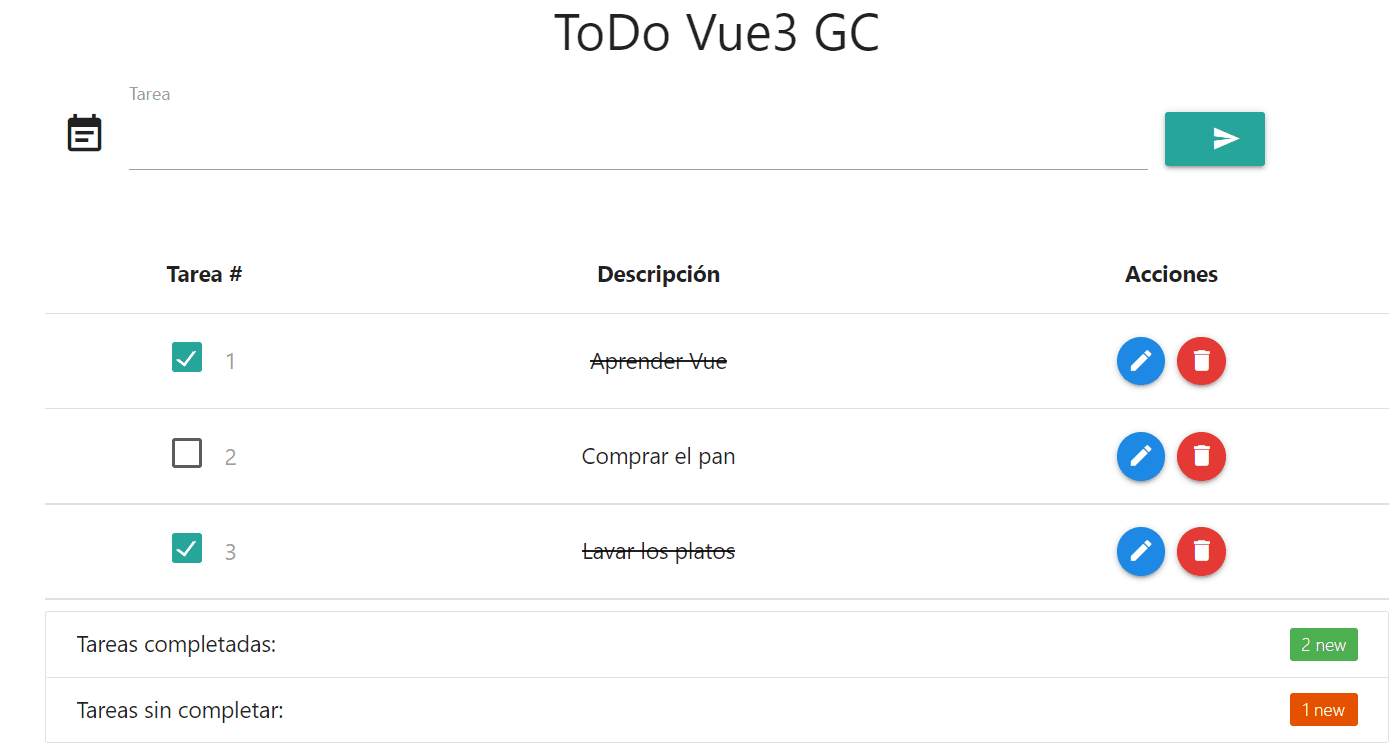 ToDo Vue3 GC
Tarea
Tarea # Descripción Acciones
1 Aprender Vue
2 Comprar el pan
3 Lavar los platos
Tareas completadas: 2 new
Tareas sin completar: 1 new